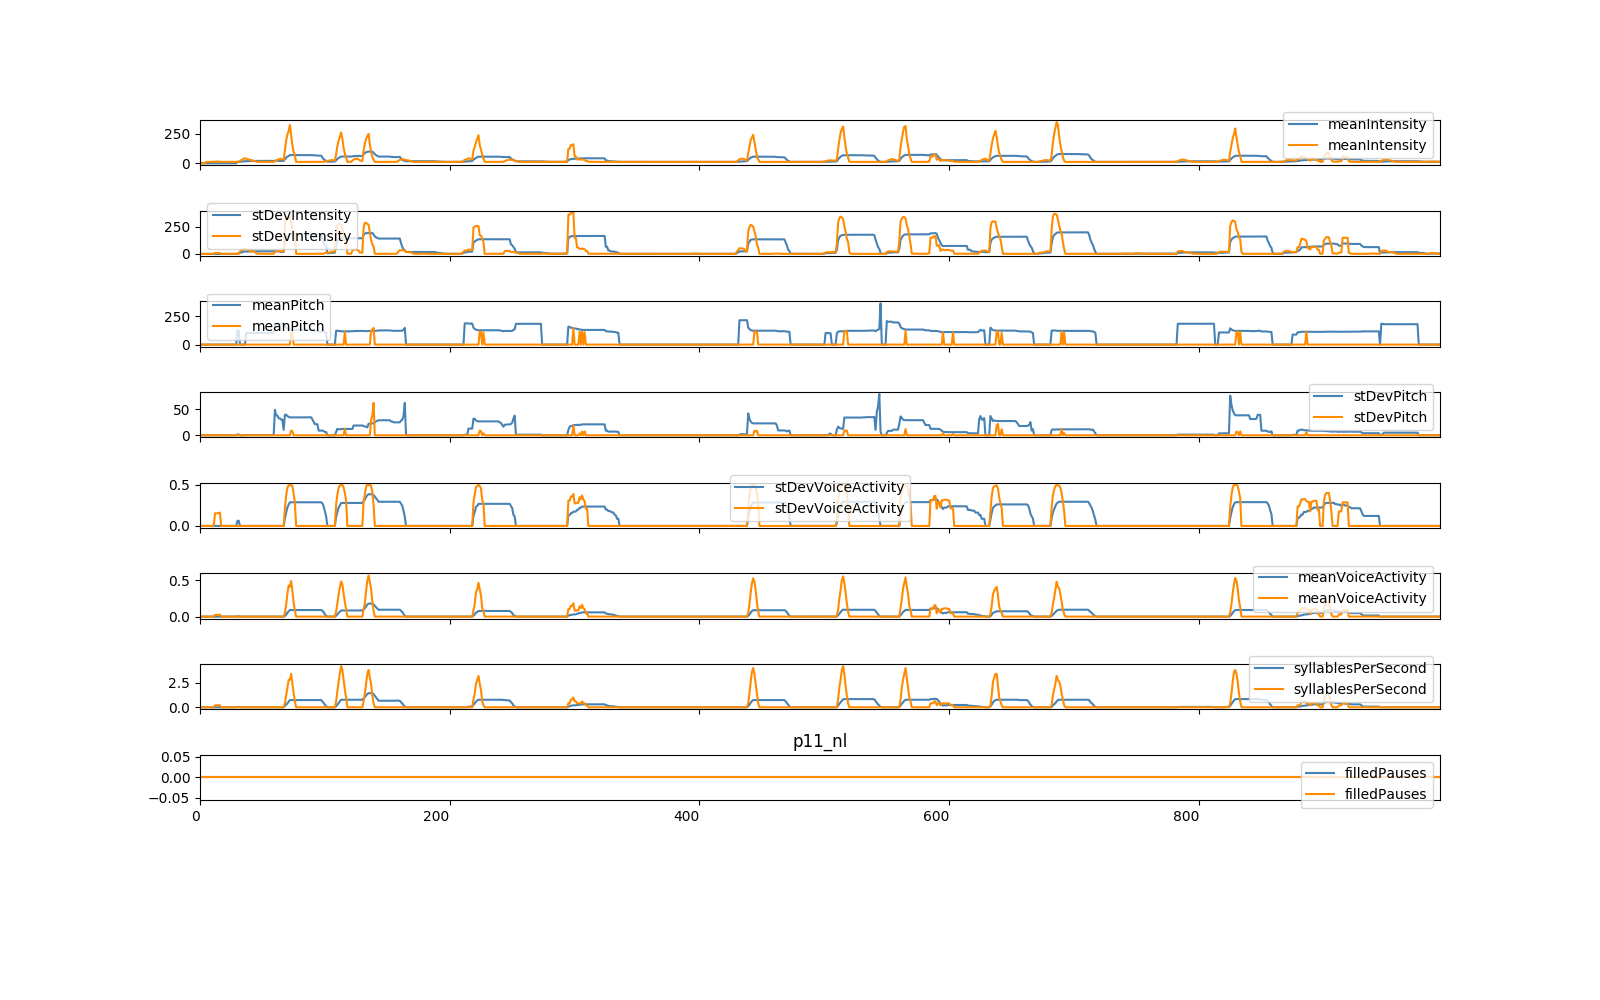 250
0
meanIntensity
meanIntensity
250
0
stDevIntensity
stDevIntensity
250
0
meanPitch
meanPitch
50
0
stDevPitch
stDevPitch
0.5
0.0
stDevVoiceActivity
stDevVoiceActivity
0.5
0.0
meanVoiceActivity
meanVoiceActivity
2.5
0.0
syllablesPerSecond
syllablesPerSecond
p11_nl
0.05
0.00
−0.05
filledPauses
filledPauses
0 200 400 600 800